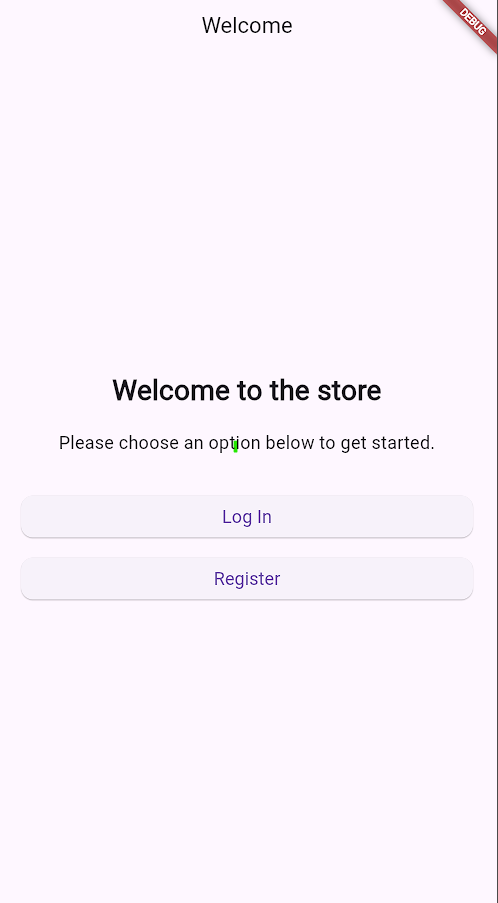 Welcome
DEBUG
Welcome to the store
Please choose an option below to get started.
Log In
Register